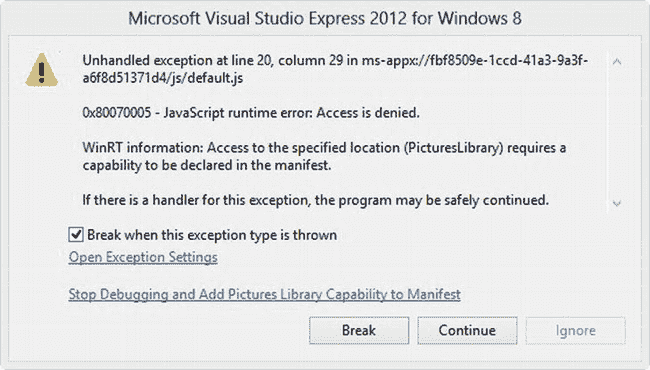 Microsoft Visual Studio Express 2012 for Windows 8
Unhandled exception at line 20, column 29 in ms-appx://fbf8509e-1ccd-41a3-9a3f-
a6f8d51371d4/js/default.js
0x80070005 - JavaScript runtime error: Access is denied.
WinRT information: Access to the specified location (PicturesLibrary) requires a
capability to be declared in the manifest.
If there is a handler for this exception, the program may be safely continued.
Break when this exception type is thrown
Open Exception Settings
Stop Debugging and Add Pictures Library Capability to Manifest
Break
Continue
Ignore